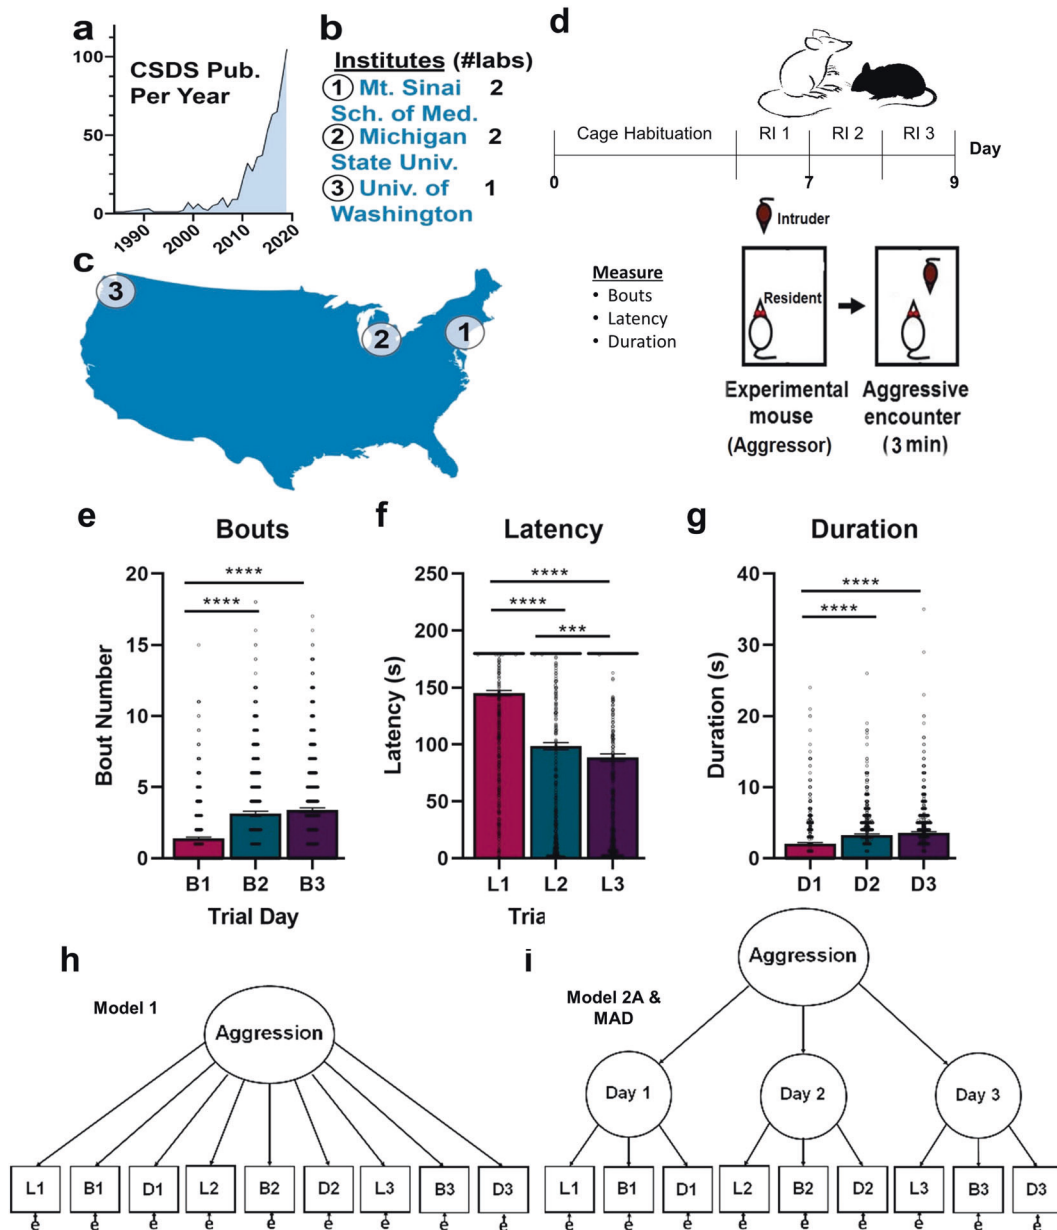 a
100
50
0
CSDS Pub.
Per Year
1990
2000
2010
2020
b
Institutes (#labs)
1 Mt. Sinai 2
Sch. of Med.
2 Michigan 2
State Univ.
3 Univ. of 1
Washington
c
3
2
1
d
Cage Habituation RI 1 RI 2 RI 3
Day
0 7 9
Intruder
Measure
• Bouts
• Latency
• Duration
Resident
Experimental
mouse
(Aggressor)
Aggressive
encounter
(3 min)
e
Bouts
20
15
10
5
0
Bout Number
****
****
B1 B2 B3
Trial Day
f
Latency
250
200
150
100
50
0
Latency (s)
****
****
***
L1 L2 L3
Tria
g
Duration
40
30
20
10
0
Duration (s)
****
****
D1 D2 D3
h
Model 1
Aggression
L1 B1 D1 L2 B2 D2 L3 B3 D3
e e e e e e e e e
i
Model 2A &
MAD
Aggression
Day 1 Day 2 Day 3
L1 B1 D1 L2 B2 D2 L3 B3 D3
e e e e e e e e e